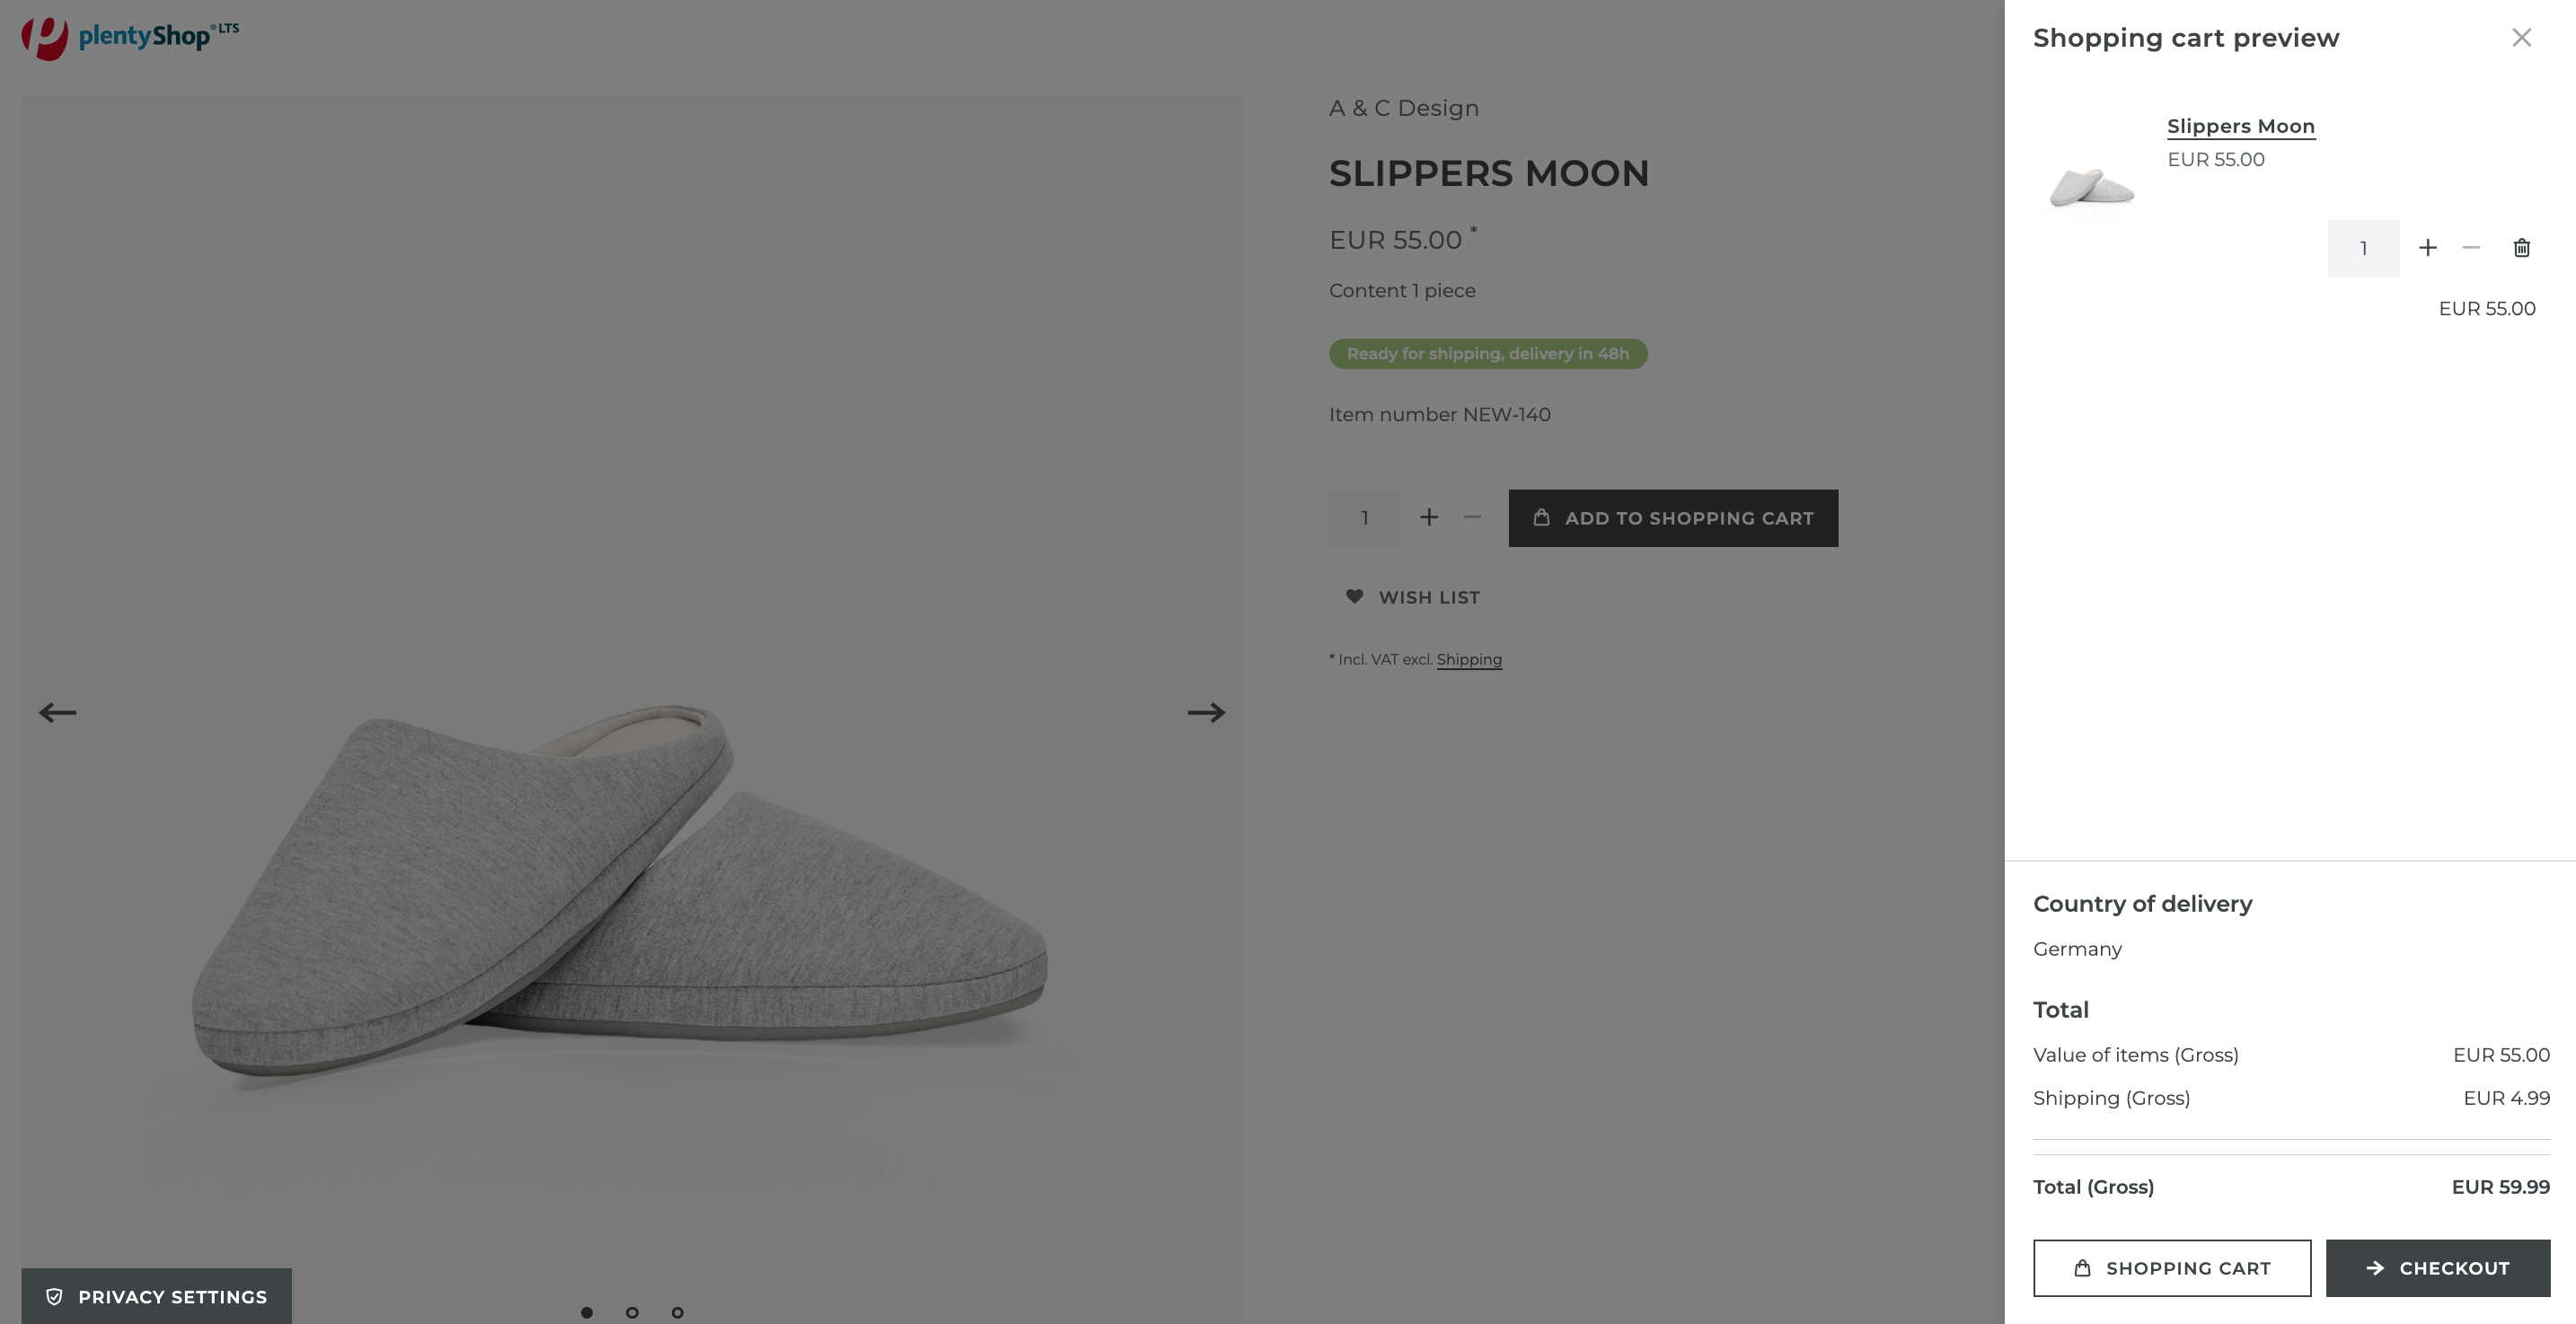 plentyShop® LTS
A & C Design
SLIPPERS MOON
EUR 55.00 *
Content 1 piece
Ready for shipping, delivery in 48h
Item number NEW-140
1
ADD TO SHOPPING CART
WISH LIST
* Incl. VAT excl. Shipping
PRIVACY SETTINGS
Shopping cart preview
Slippers Moon
EUR 55.00
1
EUR 55.00
Country of delivery
Germany
Total
Value of items (Gross) EUR 55.00
Shipping (Gross) EUR 4.99
Total (Gross) EUR 59.99
SHOPPING CART
CHECKOUT